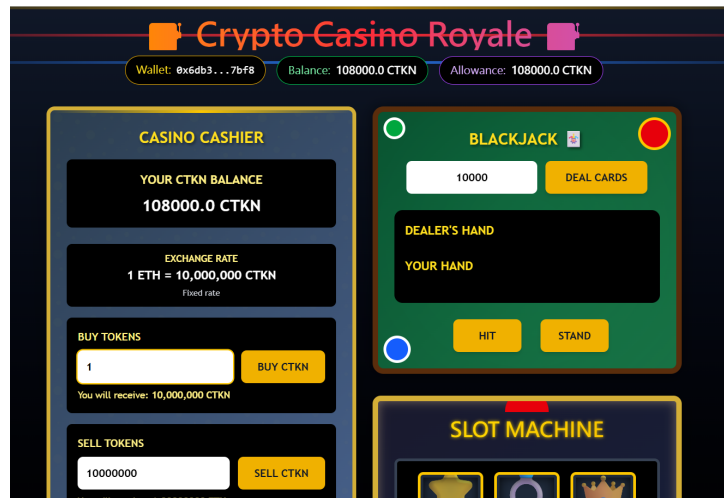 Crypto Casino Royale
Wallet: 0x6db3...7bf8
Balance: 108000.0 CTKN
Allowance: 108000.0 CTKN
CASINO CASHIER
YOUR CTKN BALANCE
108000.0 CTKN
EXCHANGE RATE
1 ETH = 10,000,000 CTKN
Fixed rate
BUY TOKENS
1
BUY CTKN
You will receive: 10,000,000 CTKN
SELL TOKENS
10000000
SELL CTKN
BLACKJACK
10000
DEAL CARDS
DEALER'S HAND
YOUR HAND
HIT
STAND
SLOT MACHINE